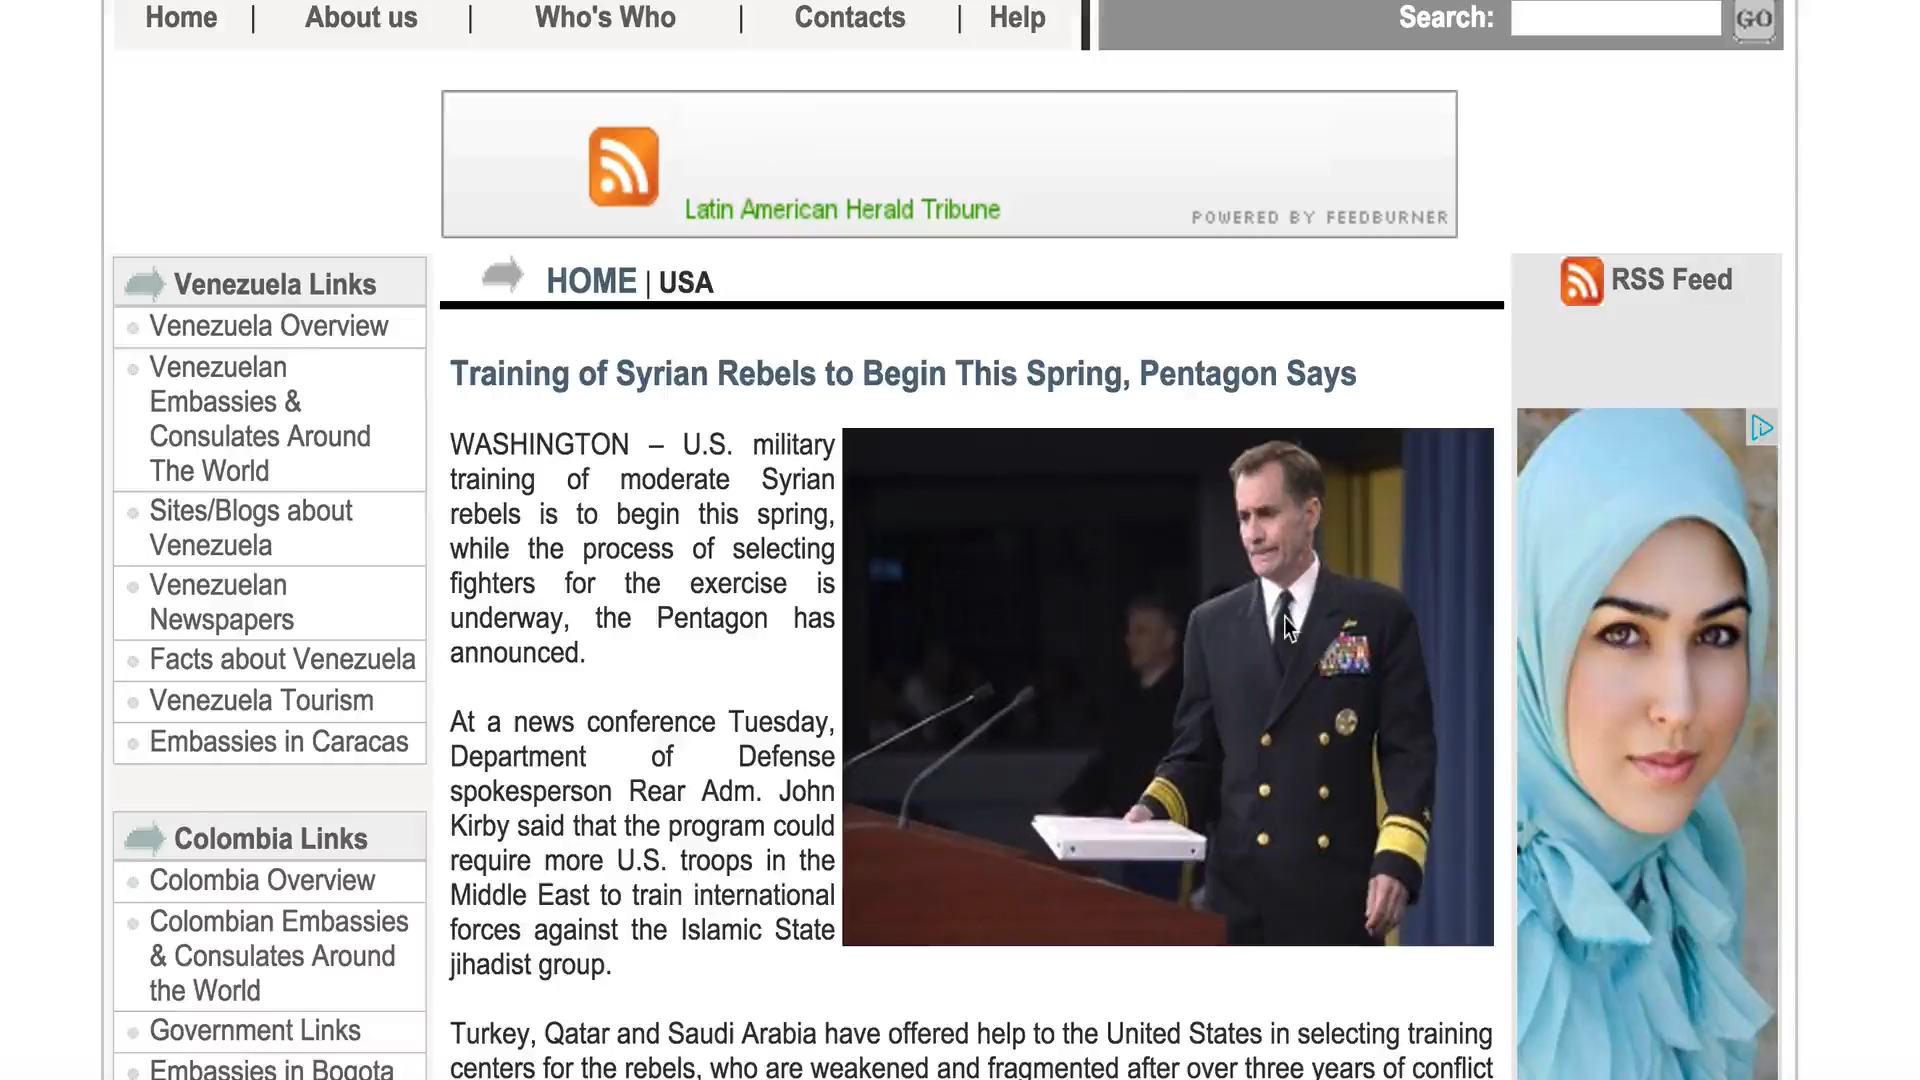 Home | About us | Who's Who | Contacts | Help
Search:
GO
Latin American Herald Tribune
POWERED BY FEEDBURNER
Venezuela Links
Venezuela Overview
Venezuelan
Embassies &
Consulates Around
The World
Sites/Blogs about
Venezuela
Venezuelan
Newspapers
Facts about Venezuela
Venezuela Tourism
Embassies in Caracas
Colombia Links
Colombia Overview
Colombian Embassies
& Consulates Around
the World
Government Links
Embassies in Bogota
HOME | USA
Training of Syrian Rebels to Begin This Spring, Pentagon Says
WASHINGTON – U.S. military
training of moderate Syrian
rebels is to begin this spring,
while the process of selecting
fighters for the exercise is
underway, the Pentagon has
announced.
At a news conference Tuesday,
Department of Defense
spokesperson Rear Adm. John
Kirby said that the program could
require more U.S. troops in the
Middle East to train international
forces against the Islamic State
jihadist group.
Turkey, Qatar and Saudi Arabia have offered help to the United States in selecting training
centers for the rebels, who are weakened and fragmented after over three years of conflict
RSS Feed